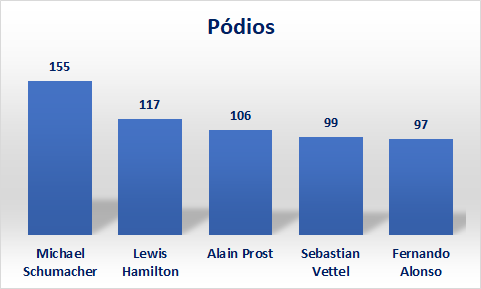 Pódios
155
117
106
99
97
Michael
Schumacher
Lewis
Hamilton
Alain Prost
Sebastian
Vettel
Fernando
Alonso